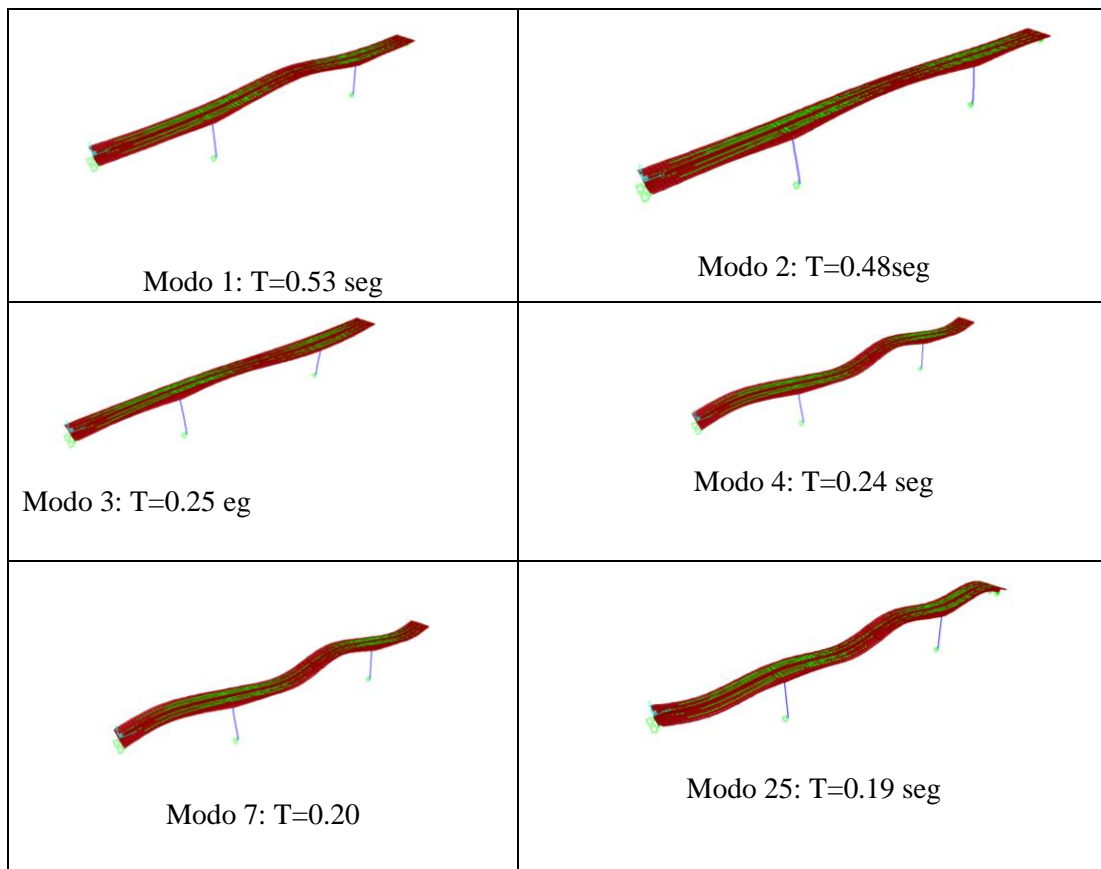 Modo 1: T=0.53 seg
Modo 2: T=0.48seg
Modo 3: T=0.25 eg
Modo 4: T=0.24 seg
Modo 7: T=0.20
Modo 25: T=0.19 seg